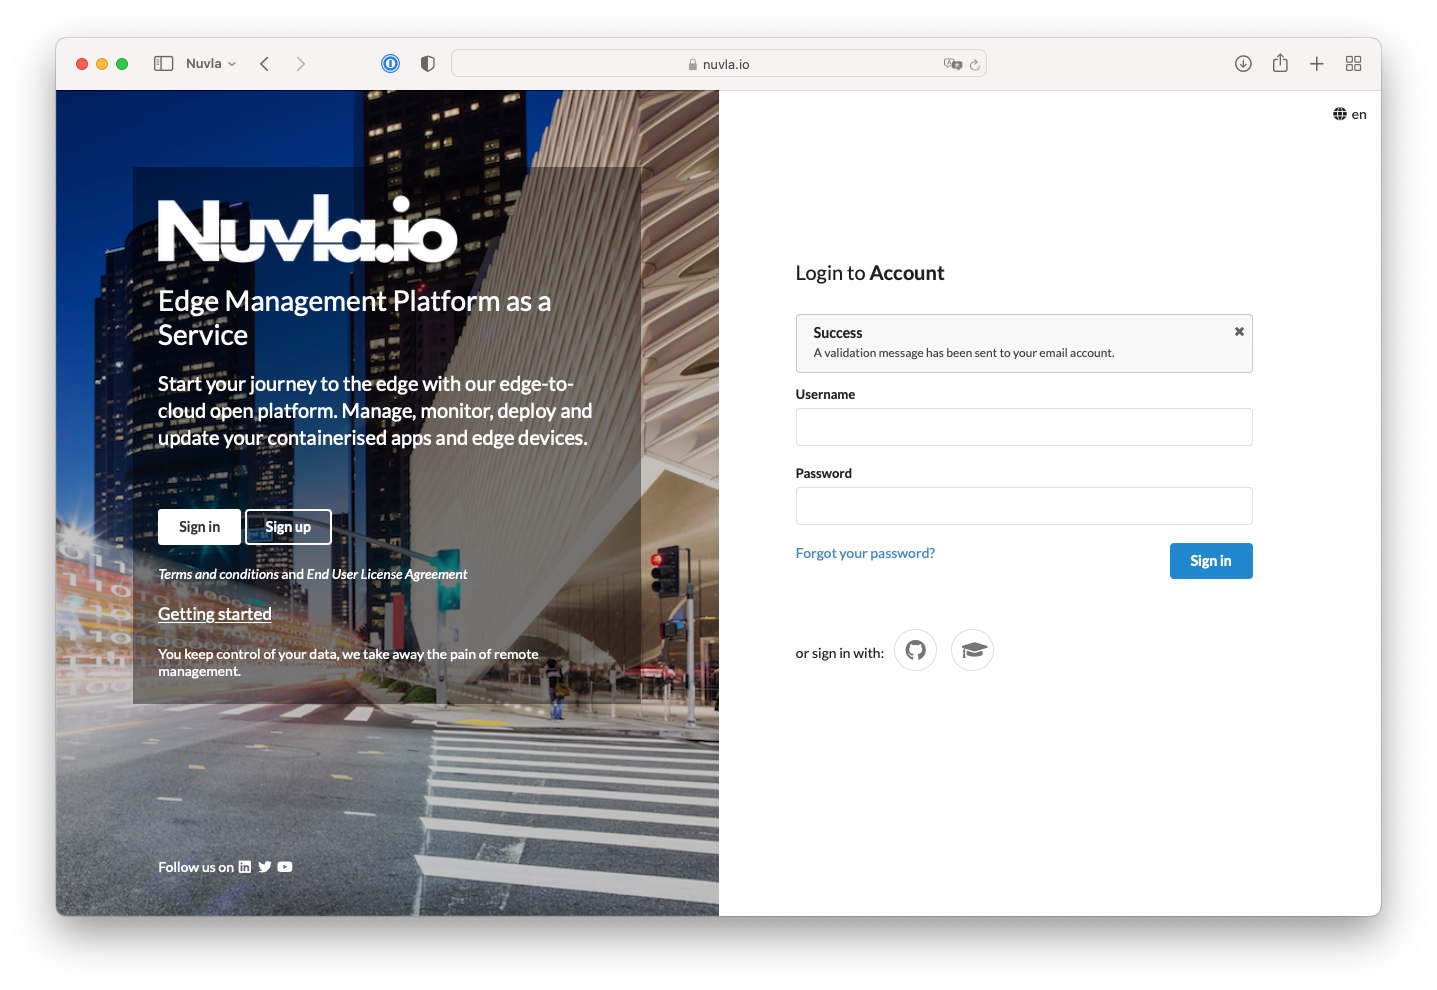 Nuvla
nuvla.io
en
Nuvla.io
Edge Management Platform as a
Service
Start your journey to the edge with our edge-to-
cloud open platform. Manage, monitor, deploy and
update your containerised apps and edge devices.
Sign in
Sign up
Terms and conditions and End User License Agreement
Getting started
You keep control of your data, we take away the pain of remote
management.
Follow us on
Login to Account
Success
A validation message has been sent to your email account.
Username
Password
Forgot your password?
Sign in
or sign in with: